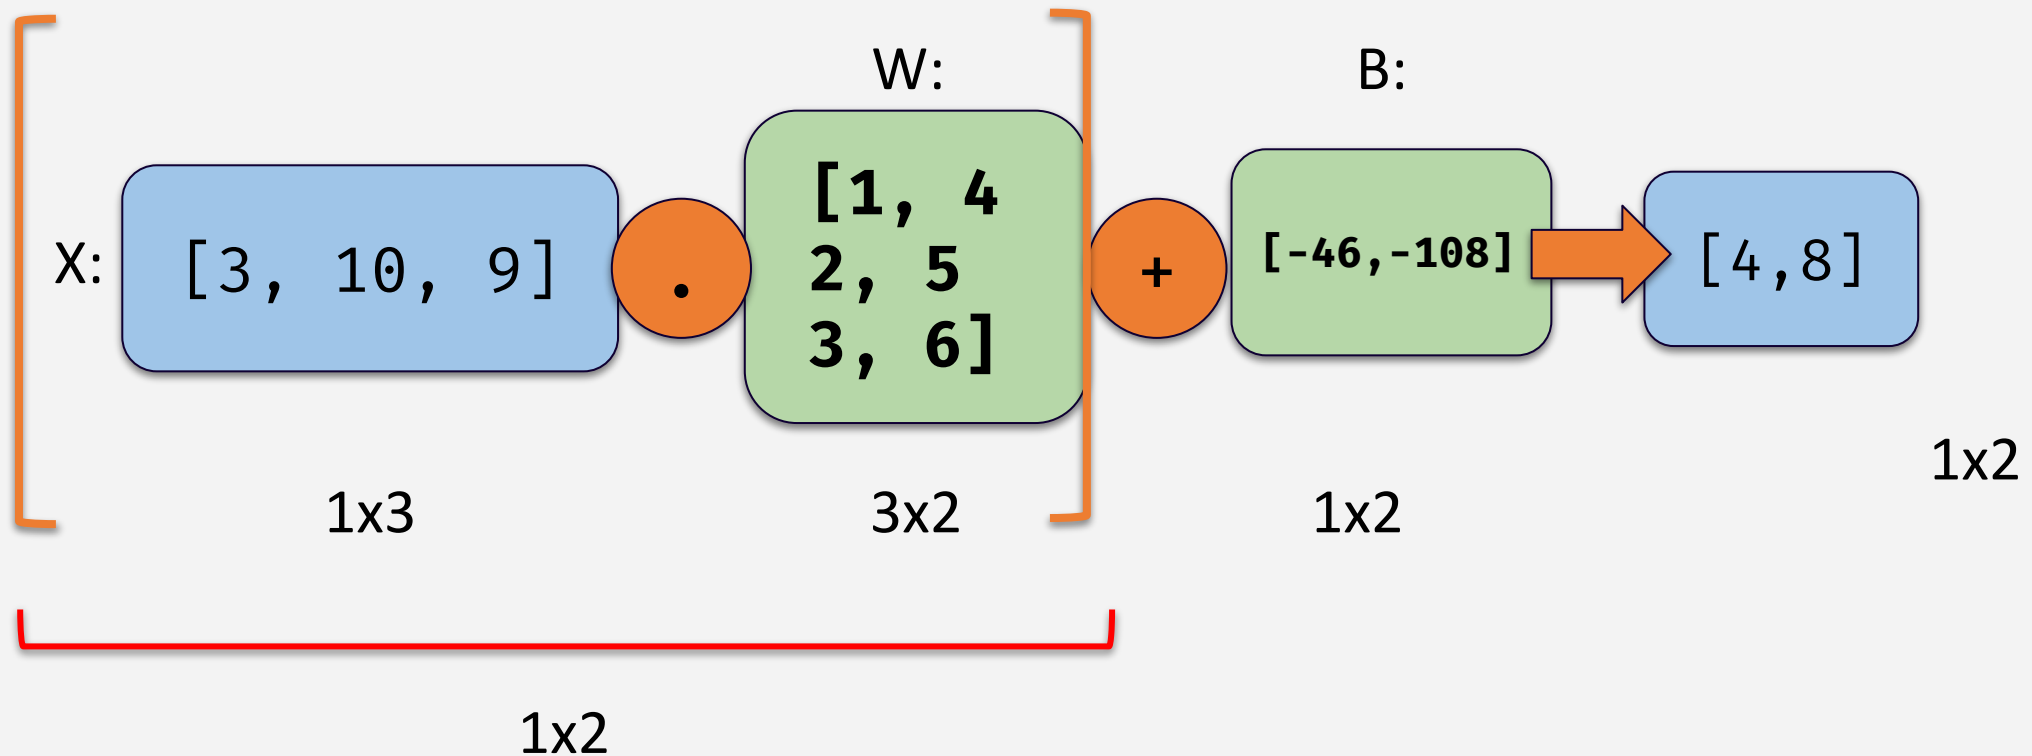 W:
B:
X:
[3, 10, 9]
.
[1, 4
2, 5
3, 6]
+
[-46,-108]
[4,8]
1x3
3x2
1x2
1x2
1x2